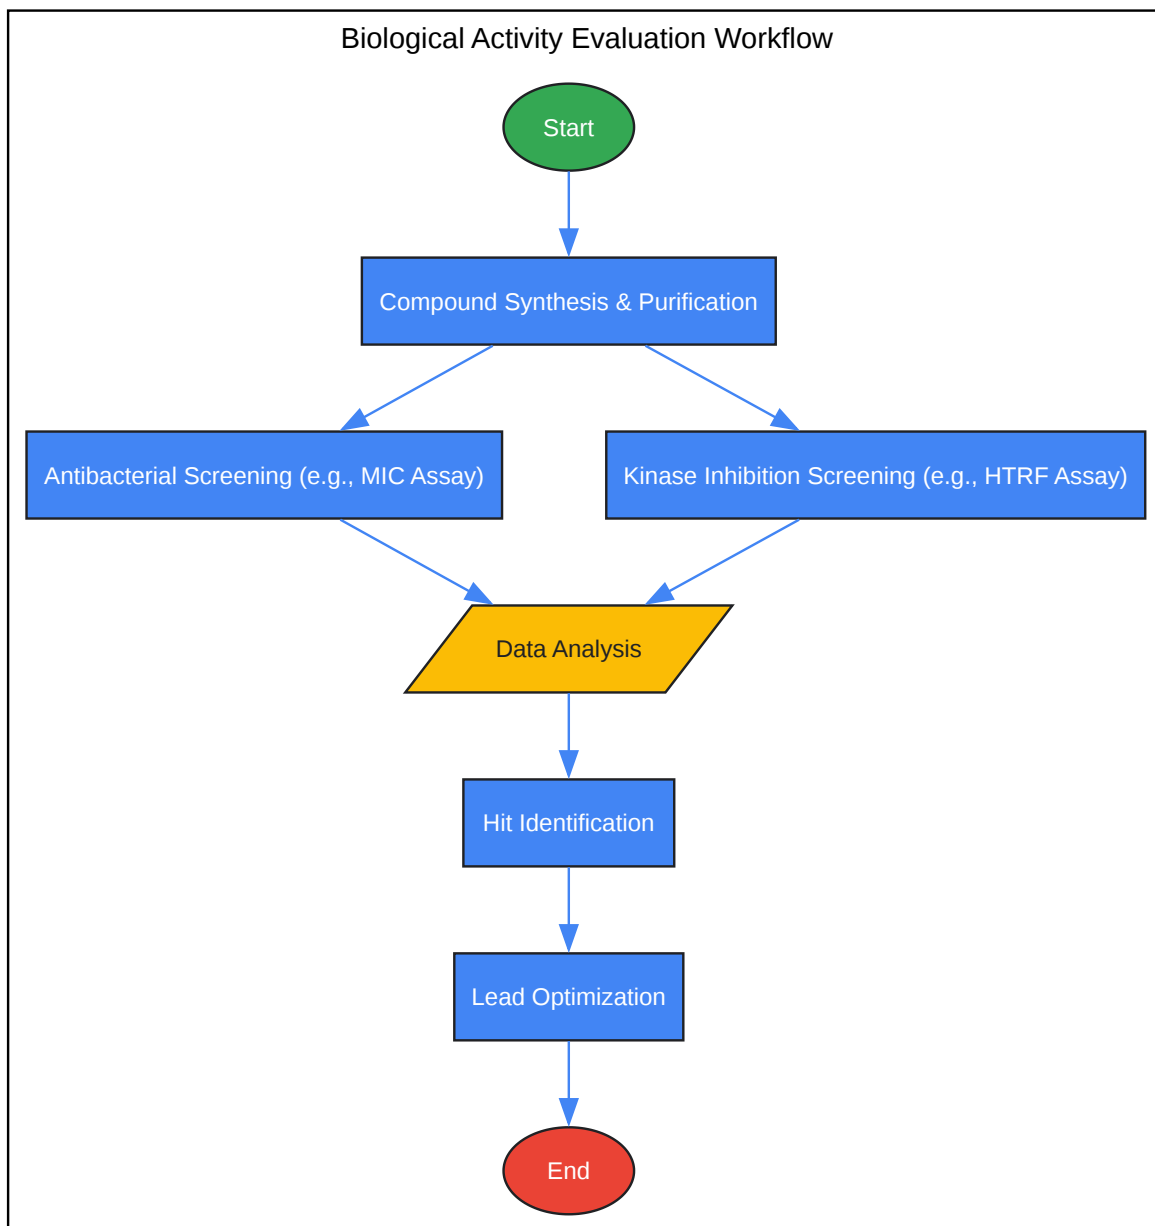 Biological Activity Evaluation Workflow
Start
Compound Synthesis & Purification
Antibacterial Screening (e.g., MIC Assay)
Kinase Inhibition Screening (e.g., HTRF Assay)
Data Analysis
Hit Identification
Lead Optimization
End